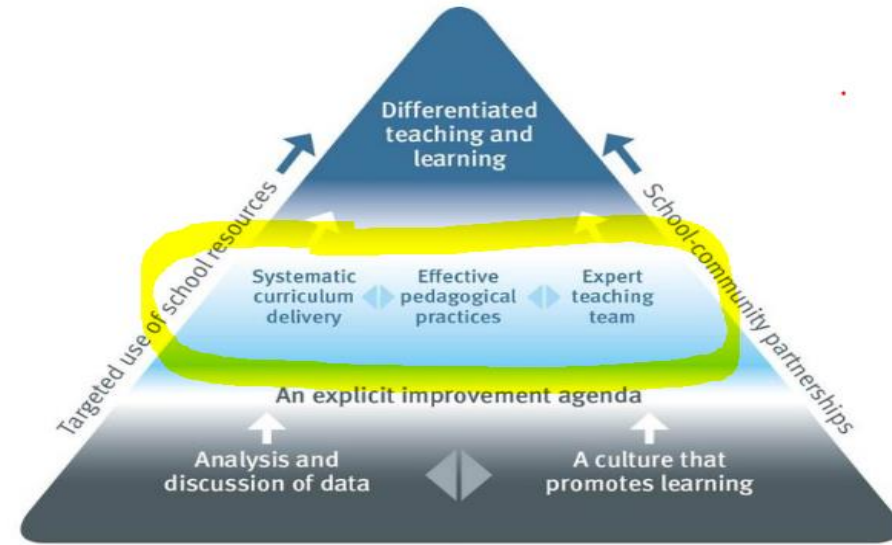 Differentiated
teaching and
learning
Targeted use of school resources
School-community partnerships
Systematic
curriculum
delivery
Effective
pedagogical
practices
Expert
teaching
team
An explicit improvement agenda
Analysis and
discussion of data
A culture that
promotes learning